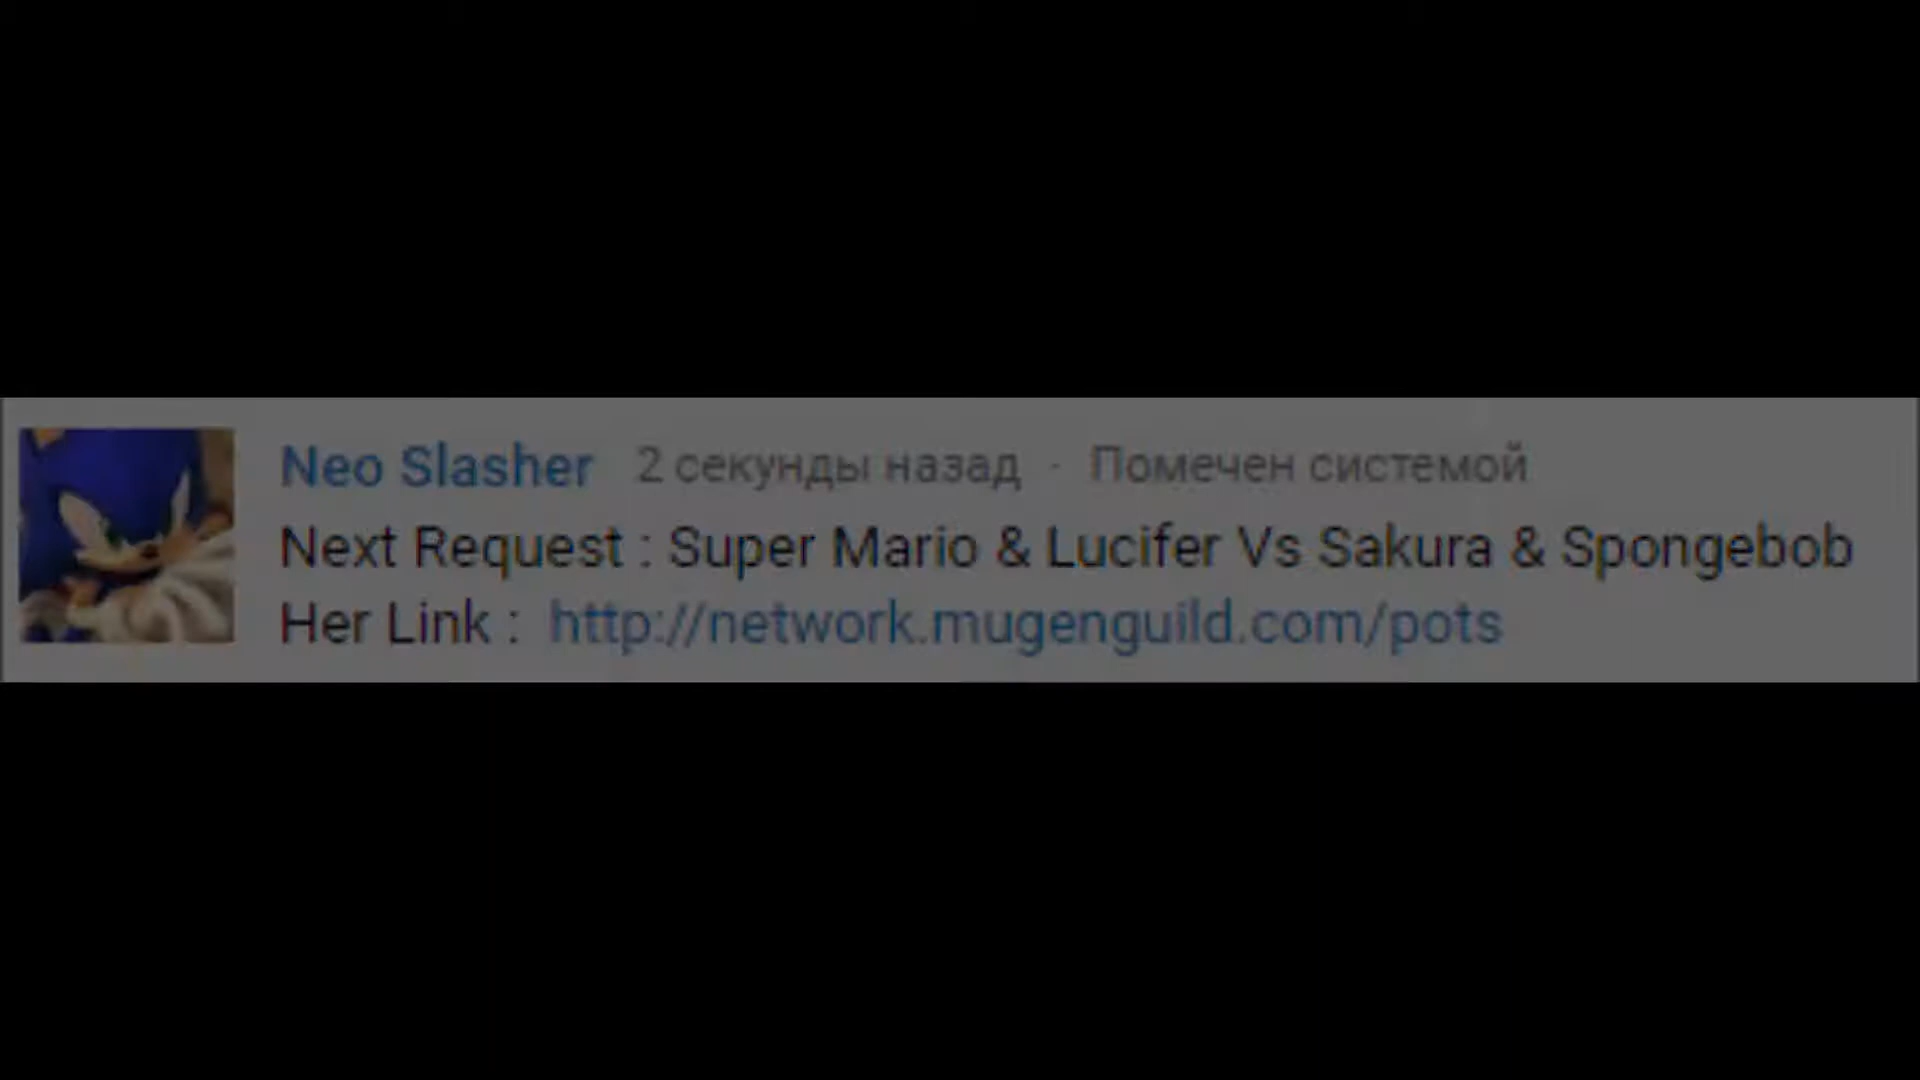 Neo Slasher 2 секунды назад · Помечен системой
Next Request : Super Mario & Lucifer Vs Sakura & Spongebob
Her Link : http://network.mugenguild.com/pots